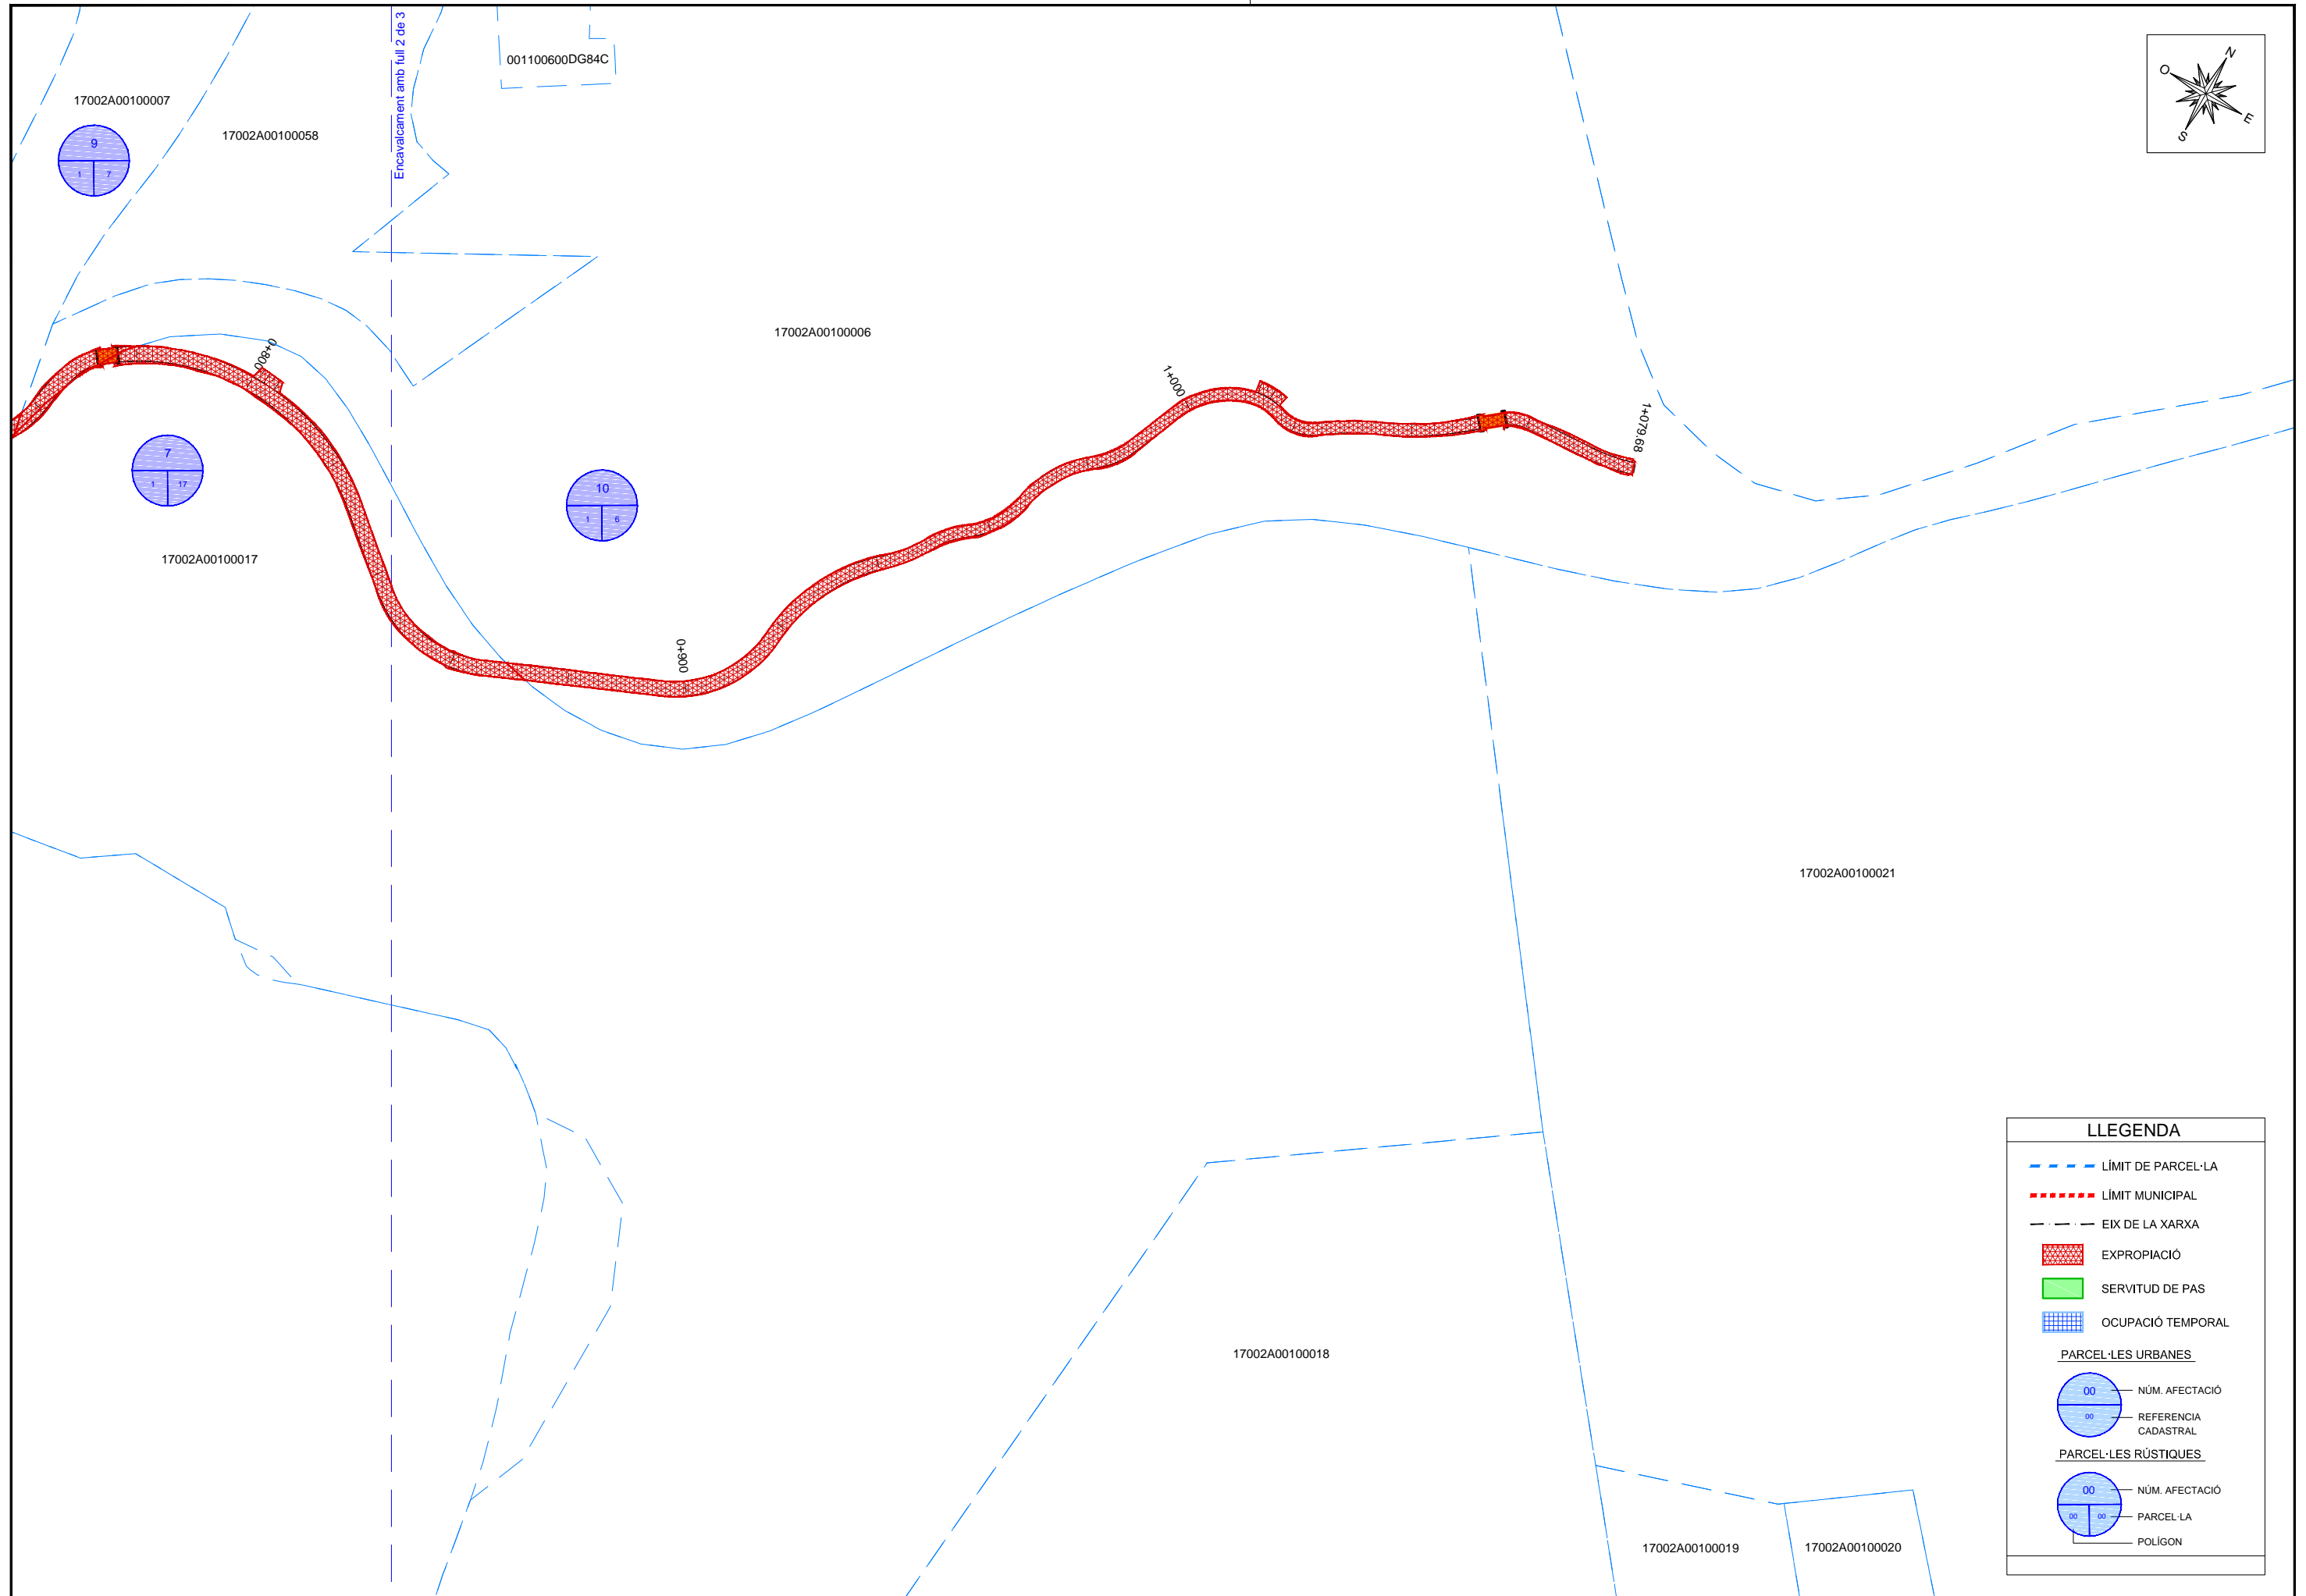 Encavalcament amb full 2 de 3
001100600DG84C
17002A00100007
17002A00100058
9
1 7
N
O
E
S
17002A00100006
0+800
1+000
1+079.68
7
1 17
10
1 6
17002A00100017
0+900
17002A00100021
17002A00100018
17002A00100019
17002A00100020
LLEGENDA
LÍMIT DE PARCEL·LA
LÍMIT MUNICIPAL
EIX DE LA XARXA
EXPROPIACIÓ
SERVITUD DE PAS
OCUPACIÓ TEMPORAL
PARCEL·LES URBANES
00 NÚM. AFECTACIÓ
00 REFERENCIA
CADASTRAL
PARCEL·LES RÚSTIQUES
00 NÚM. AFECTACIÓ
00 00 PARCEL·LA
POLÍGON